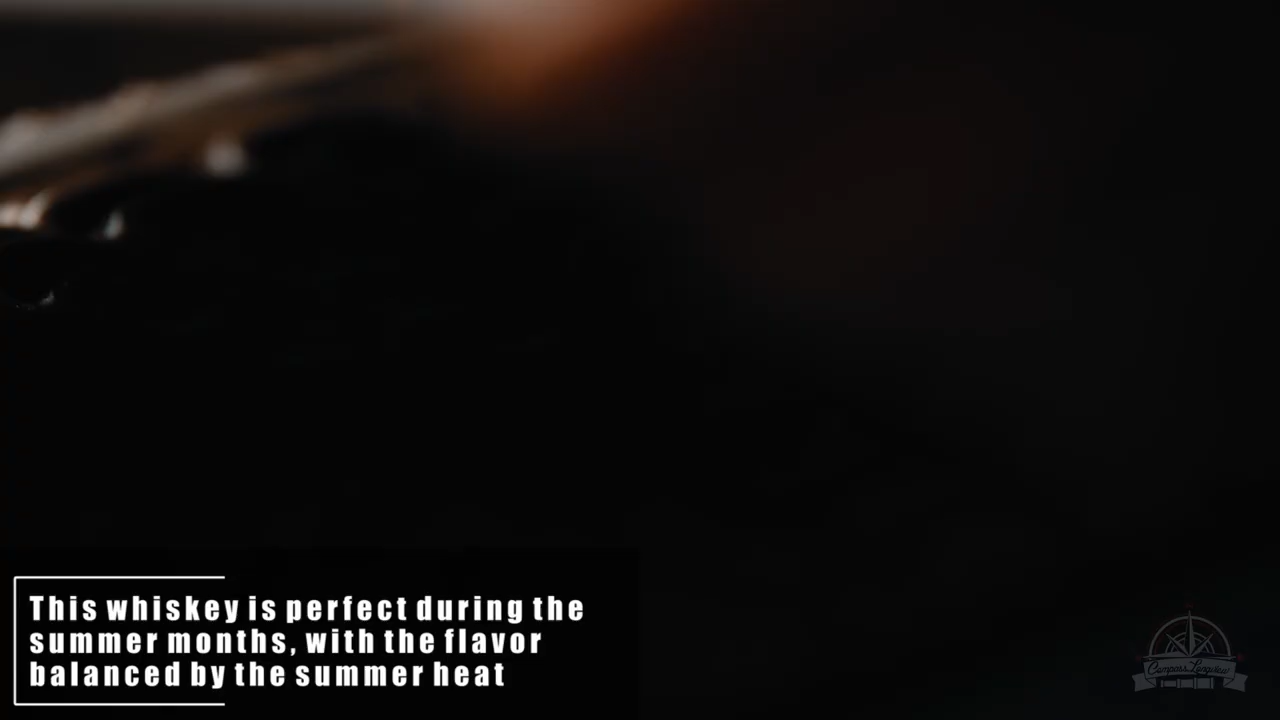 This whiskey is perfect during the
summer months, with the flavor
balanced by the summer heat